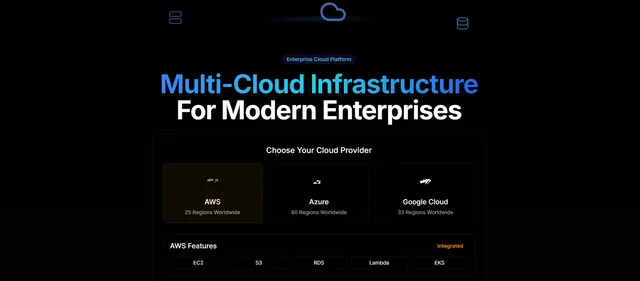 Enterprise Cloud Platform
Multi-Cloud Infrastructure
For Modern Enterprises
Choose Your Cloud Provider
AWS
25 Regions Worldwide
Azure
60 Regions Worldwide
Google Cloud
33 Regions Worldwide
AWS Features
Integrated
EC2
S3
RDS
Lambda
EKS